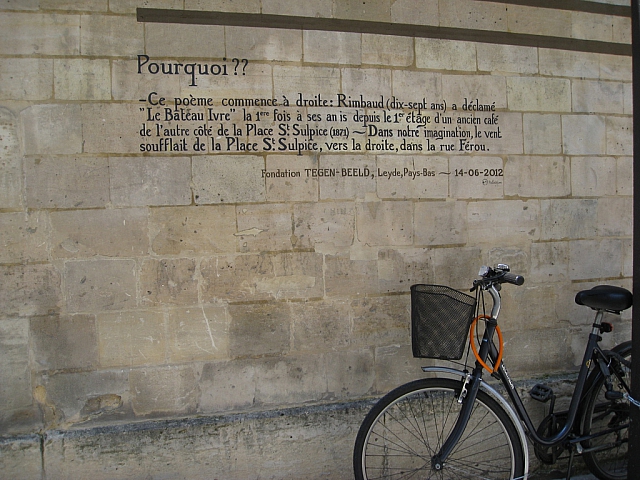 Pourquoi ??
–Ce poème commence à droite: Rimbaud (dix-sept ans) a déclamé
"Le Bateau Ivre" la 1ère fois à ses amis depuis le 1er étage d'un ancien café
de l'autre côté de la Place St Sulpice (1871) ~ Dans notre imagination, le vent
soufflait de la Place St Sulpice, vers la droite, dans la rue Férou.
Fondation TEGEN-BEELD, Leyde, Pays-Bas ~ 14-06-2012